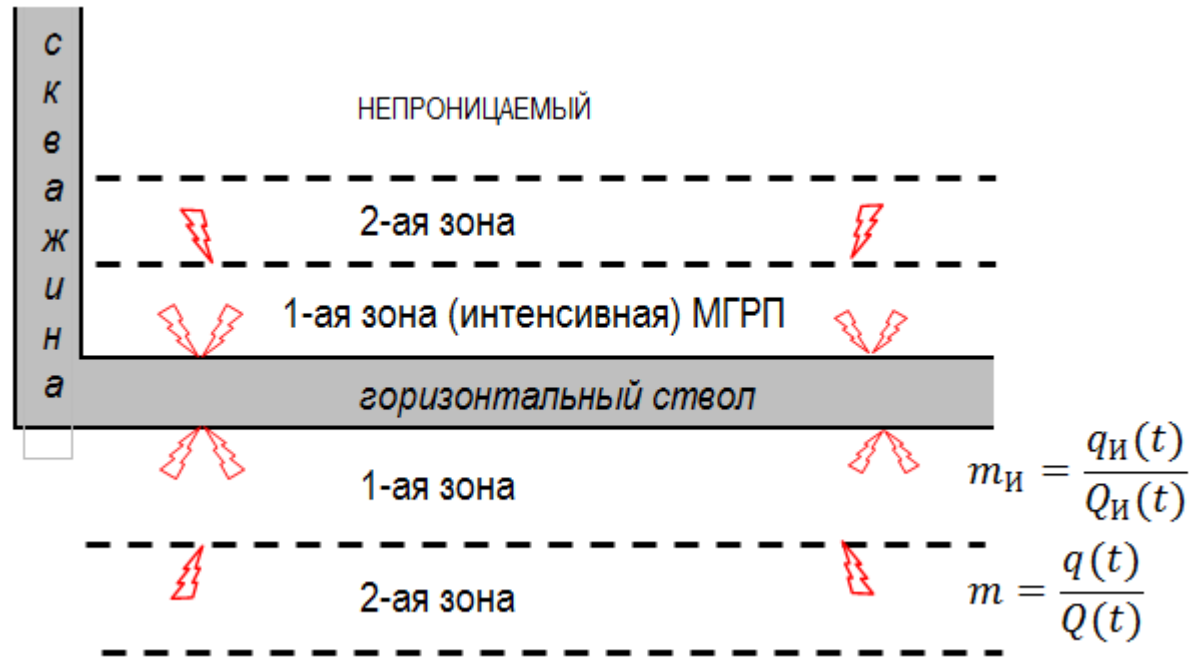 скважина
НЕПРОНИЦАЕМЫЙ
2-ая зона
1-ая зона (интенсивная) МГРП
горизонтальный ствол
1-ая зона
m_И = q_И(t) / Q_И(t)
2-ая зона
m = q(t) / Q(t)